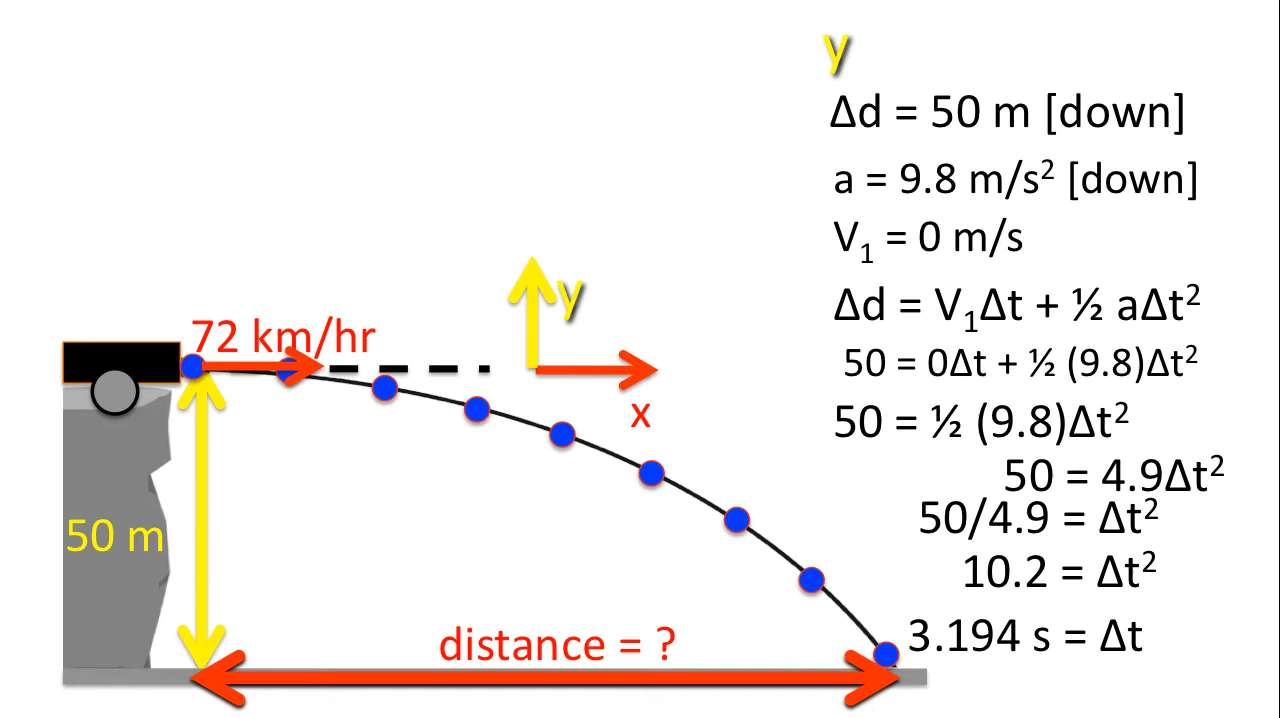 y
Δd = 50 m [down]
a = 9.8 m/s² [down]
V₁ = 0 m/s
Δd = V₁Δt + ½ aΔt²
50 = 0Δt + ½ (9.8)Δt²
50 = ½ (9.8)Δt²
50 = 4.9Δt²
50/4.9 = Δt²
10.2 = Δt²
3.194 s = Δt
y
72 km/hr
x
50 m
distance = ?